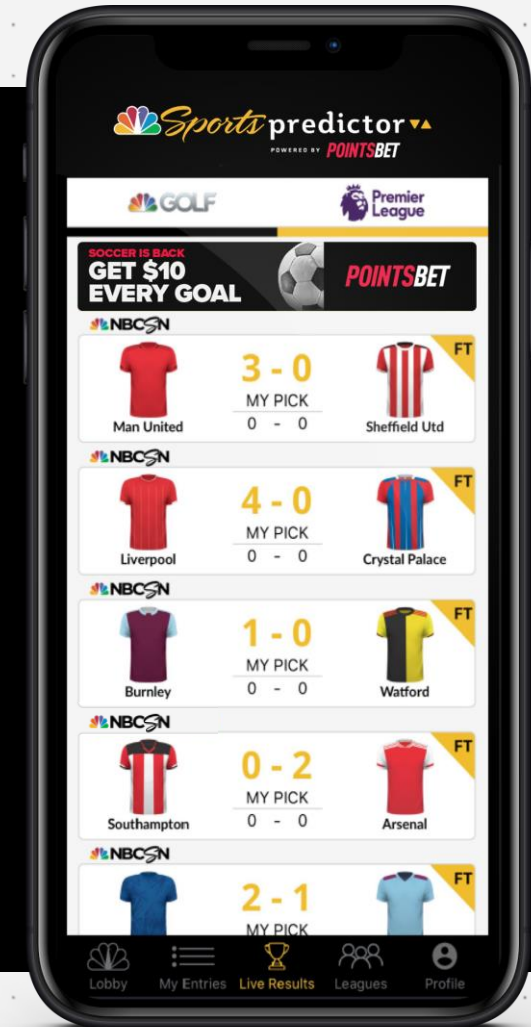 Sports predictor
POWERED BY POINTSBET
GOLF
Premier League
SOCCER IS BACK
GET $10
EVERY GOAL
POINTSBET
NBCSN
FT
3 - 0
MY PICK
0 - 0
Man United
Sheffield Utd
NBCSN
FT
4 - 0
MY PICK
0 - 0
Liverpool
Crystal Palace
NBCSN
FT
1 - 0
MY PICK
0 - 0
Burnley
Watford
NBCSN
FT
0 - 2
MY PICK
0 - 0
Southampton
Arsenal
NBCSN
FT
2 - 1
MY PICK
Lobby
My Entries
Live Results
Leagues
Profile